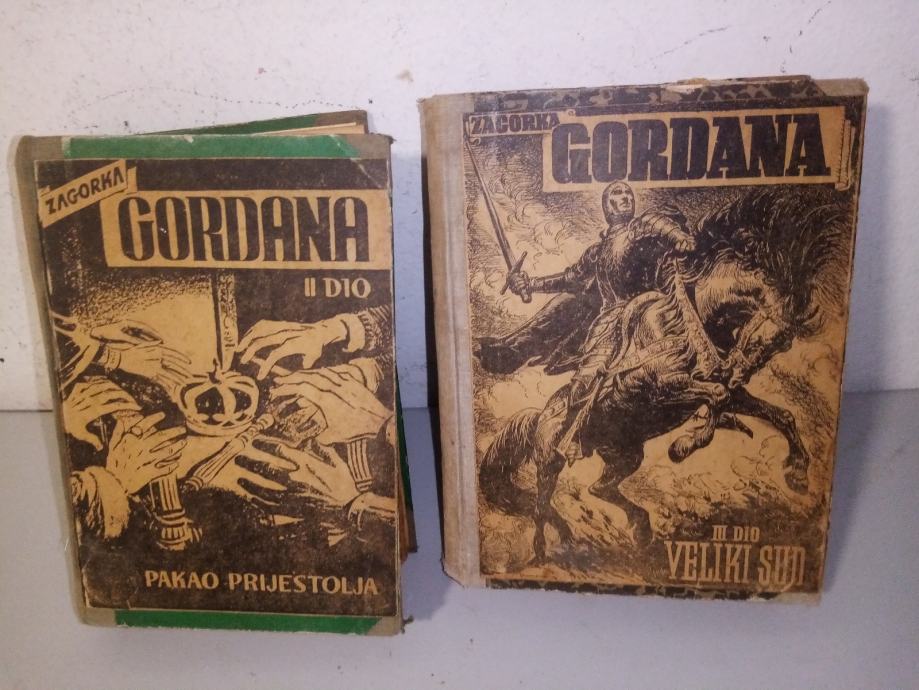 ZAGORKA
GORDANA
II DIO
PAKAO PRIJESTOLJA
ZAGORKA
GORDANA
III DIO
VELIKI SUD